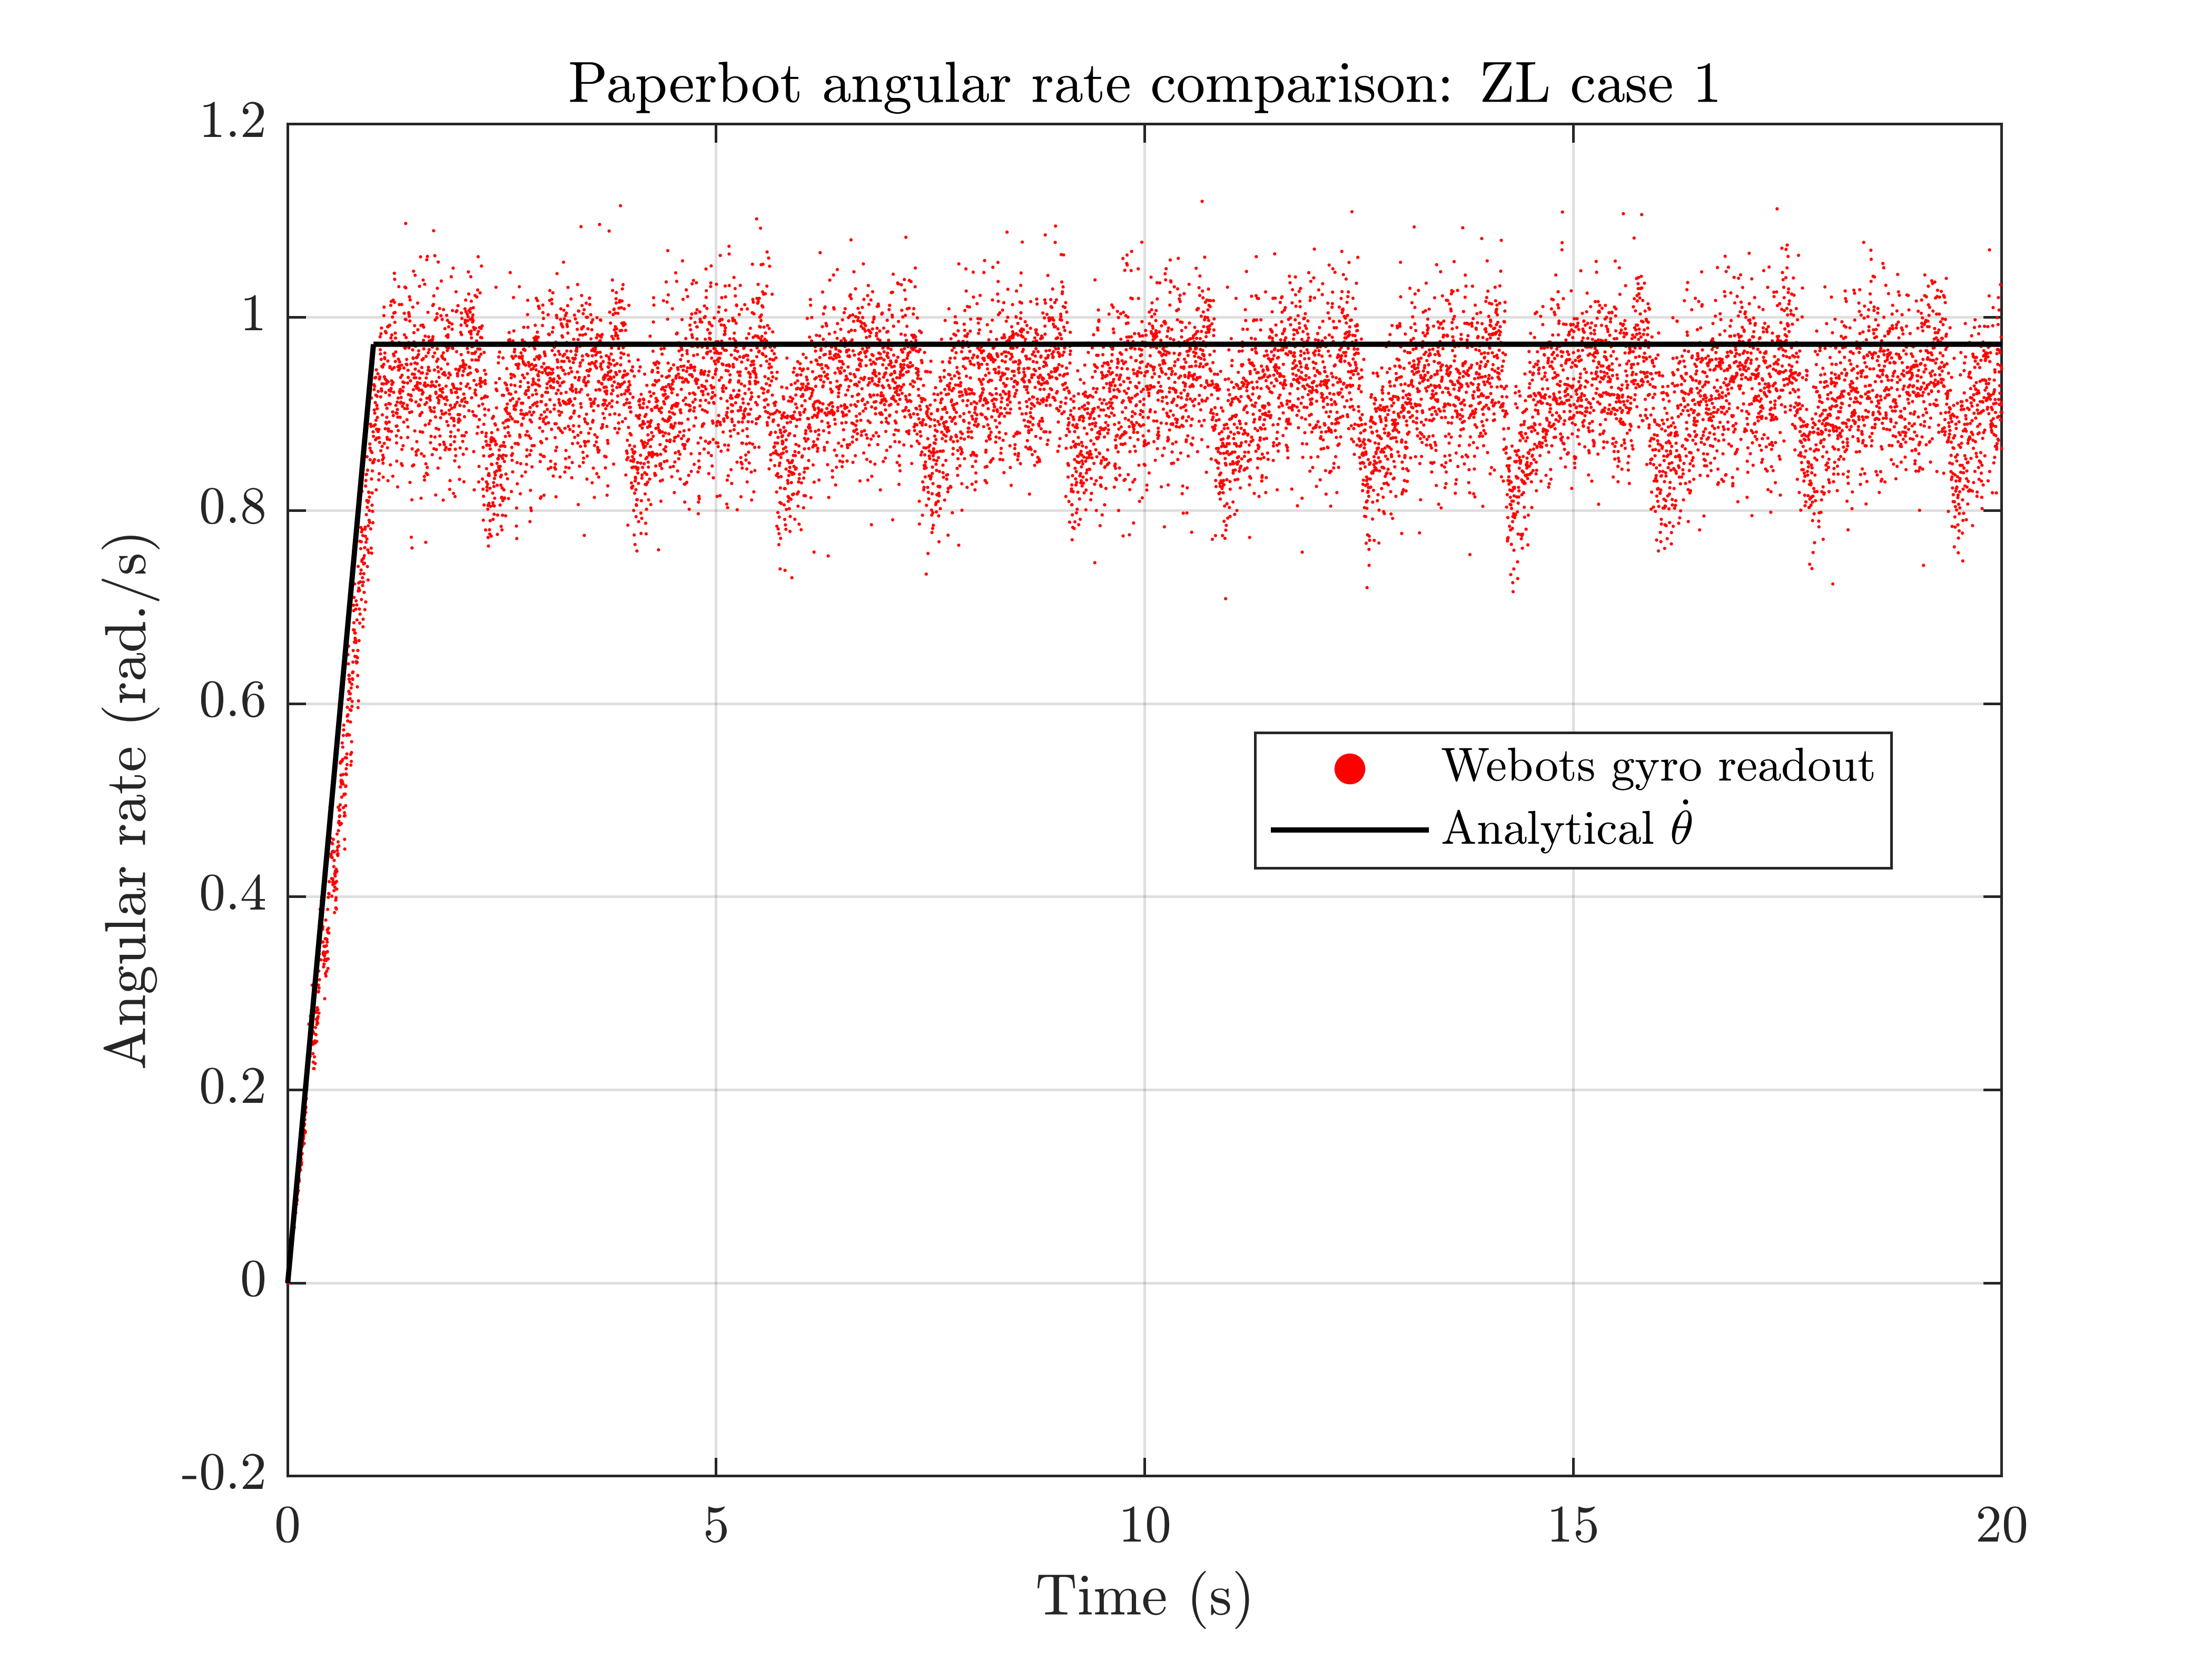 Paperbot angular rate comparison: ZL case 1
1.2
1
0.8
0.6
0.4
0.2
0
-0.2
Angular rate (rad./s)
Webots gyro readout
Analytical θ̇
0 5 10 15 20
Time (s)